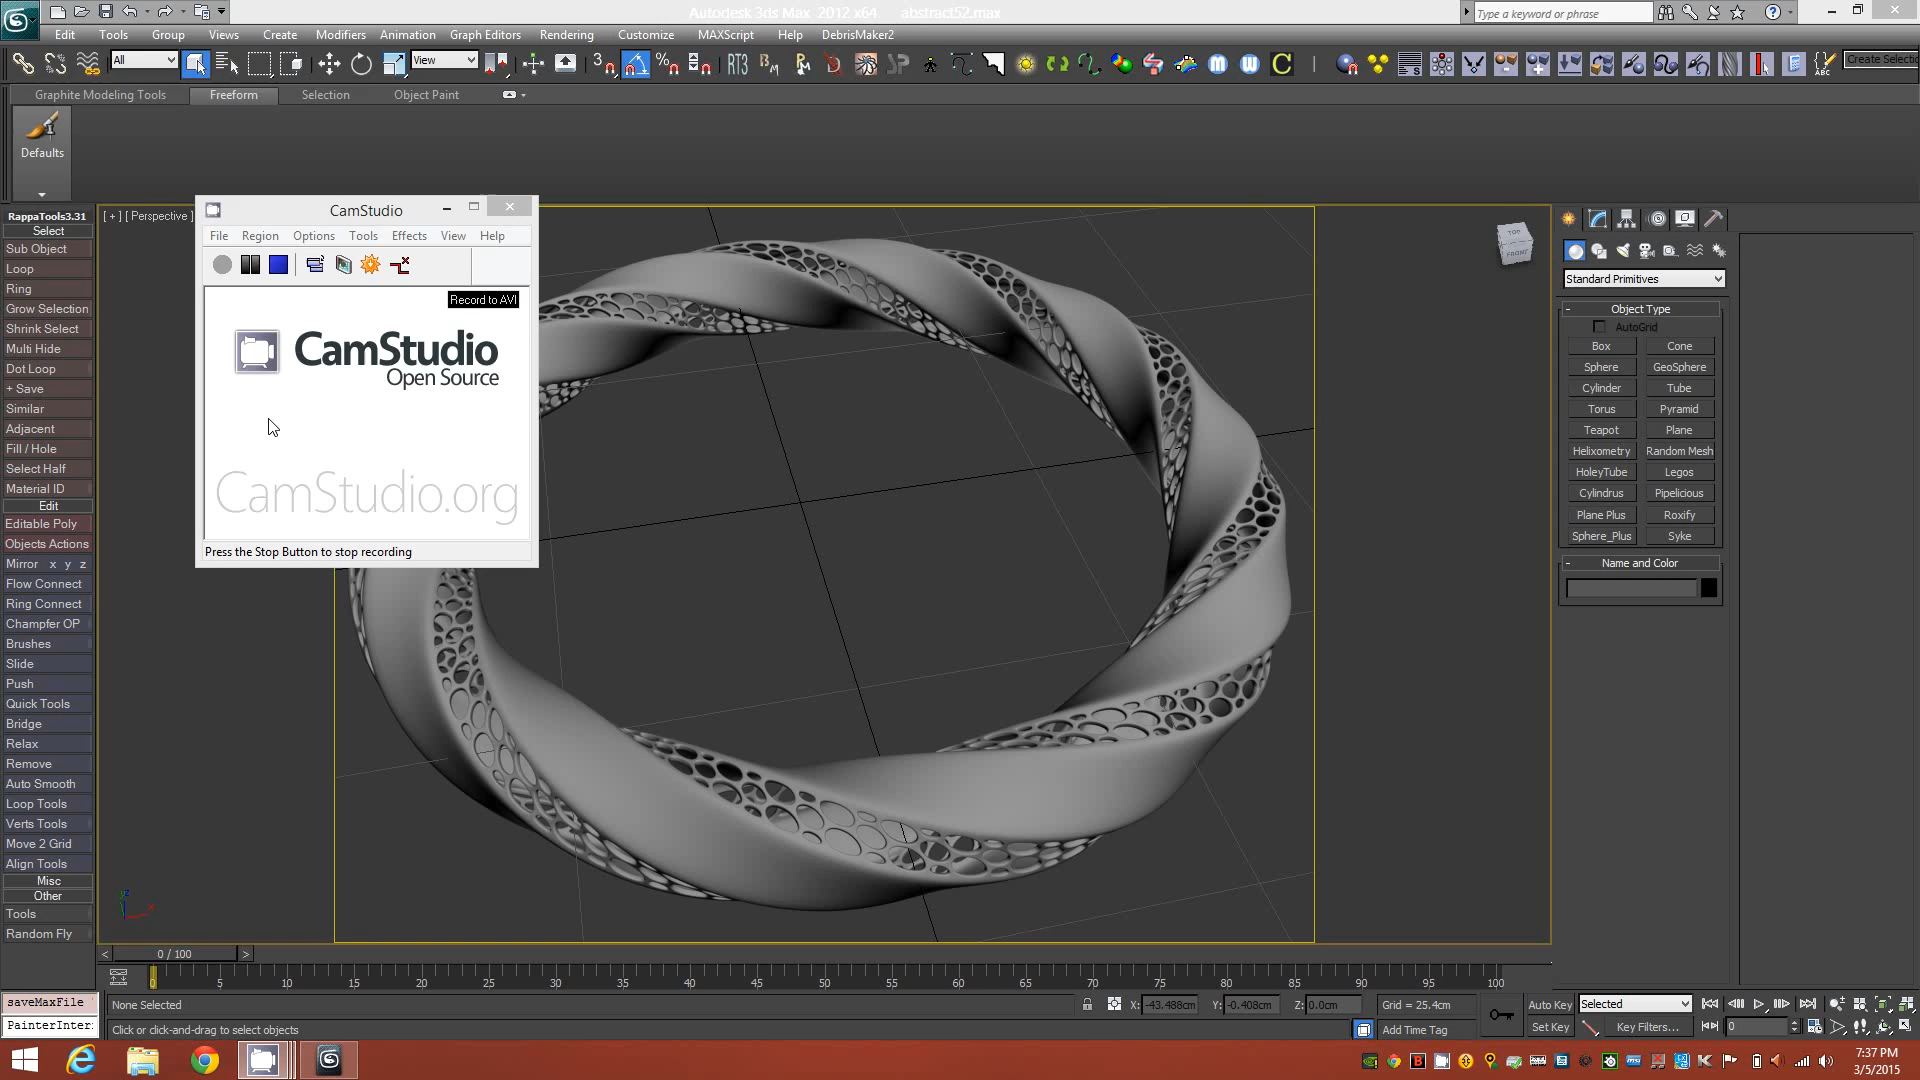 Autodesk 3ds Max 2012 x64 abstract52.max
Type a keyword or phrase
Edit Tools Group Views Create Modifiers Animation Graph Editors Rendering Customize MAXScript Help DebrisMaker2
All View Create Selectio
Graphite Modeling Tools Freeform Selection Object Paint
Defaults
RappaTools3.31
Select
Sub Object
Loop
Ring
Grow Selection
Shrink Select
Multi Hide
Dot Loop
+ Save
Similar
Adjacent
Fill / Hole
Select Half
Material ID
Edit
Editable Poly
Objects Actions
Mirror x y z
Flow Connect
Ring Connect
Champfer OP
Brushes
Slide
Push
Quick Tools
Bridge
Relax
Remove
Auto Smooth
Loop Tools
Verts Tools
Move 2 Grid
Align Tools
Misc
Other
Tools
Random Fly
[ + ] [ Perspective ]
CamStudio
File Region Options Tools Effects View Help
Record to AVI
CamStudio
Open Source
CamStudio.org
Press the Stop Button to stop recording
TOP
FRONT
Standard Primitives
- Object Type
AutoGrid
Box Cone
Sphere GeoSphere
Cylinder Tube
Torus Pyramid
Teapot Plane
Helixometry Random Mesh
HoleyTube Legos
Cylindrus Pipelicious
Plane Plus Roxify
Sphere_Plus Syke
- Name and Color
< 0 / 100 >
0 5 10 15 20 25 30 35 40 45 50 55 60 65 70 75 80 85 90 95 100
saveMaxFile
PainterInter:
None Selected
X: -43.488cm Y: -0.408cm Z: 0.0cm Grid = 25.4cm
Auto Key Selected
Click or click-and-drag to select objects
Add Time Tag
Set Key Key Filters... 0
7:37 PM
3/5/2015